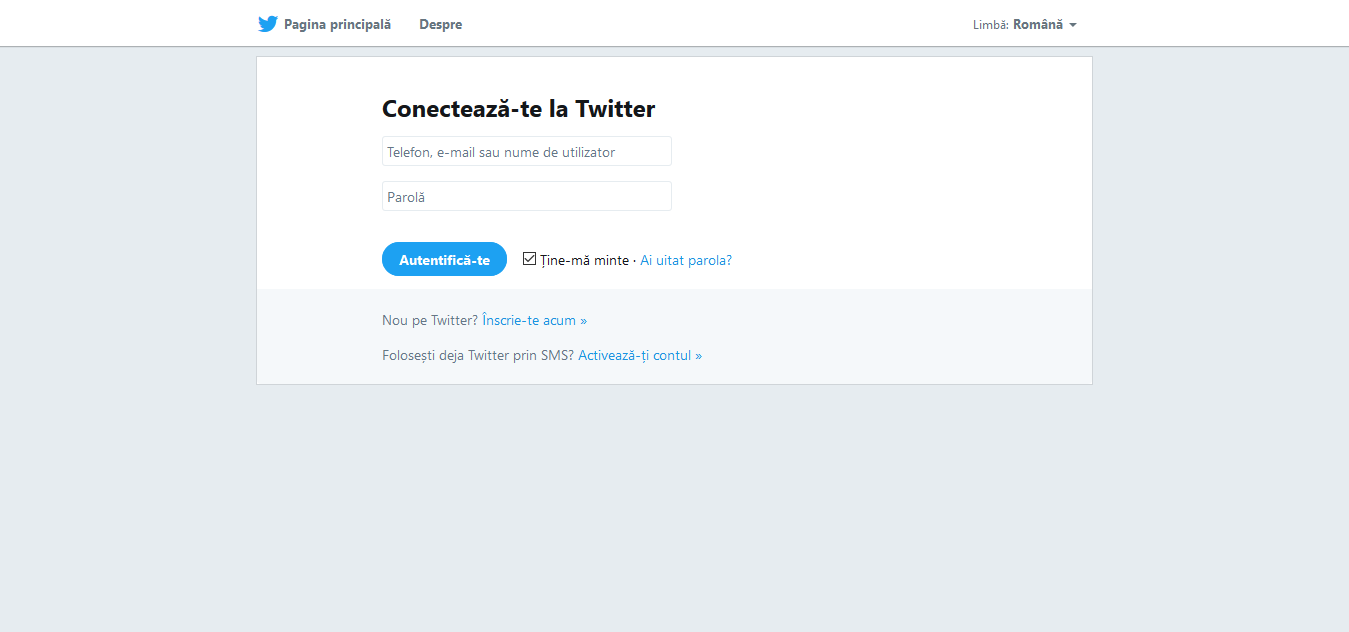 Pagina principală Despre Limbă: Română
Conectează-te la Twitter
Telefon, e-mail sau nume de utilizator
Parolă
Autentifică-te Ține-mă minte · Ai uitat parola?
Nou pe Twitter? Înscrie-te acum »
Folosești deja Twitter prin SMS? Activează-ți contul »